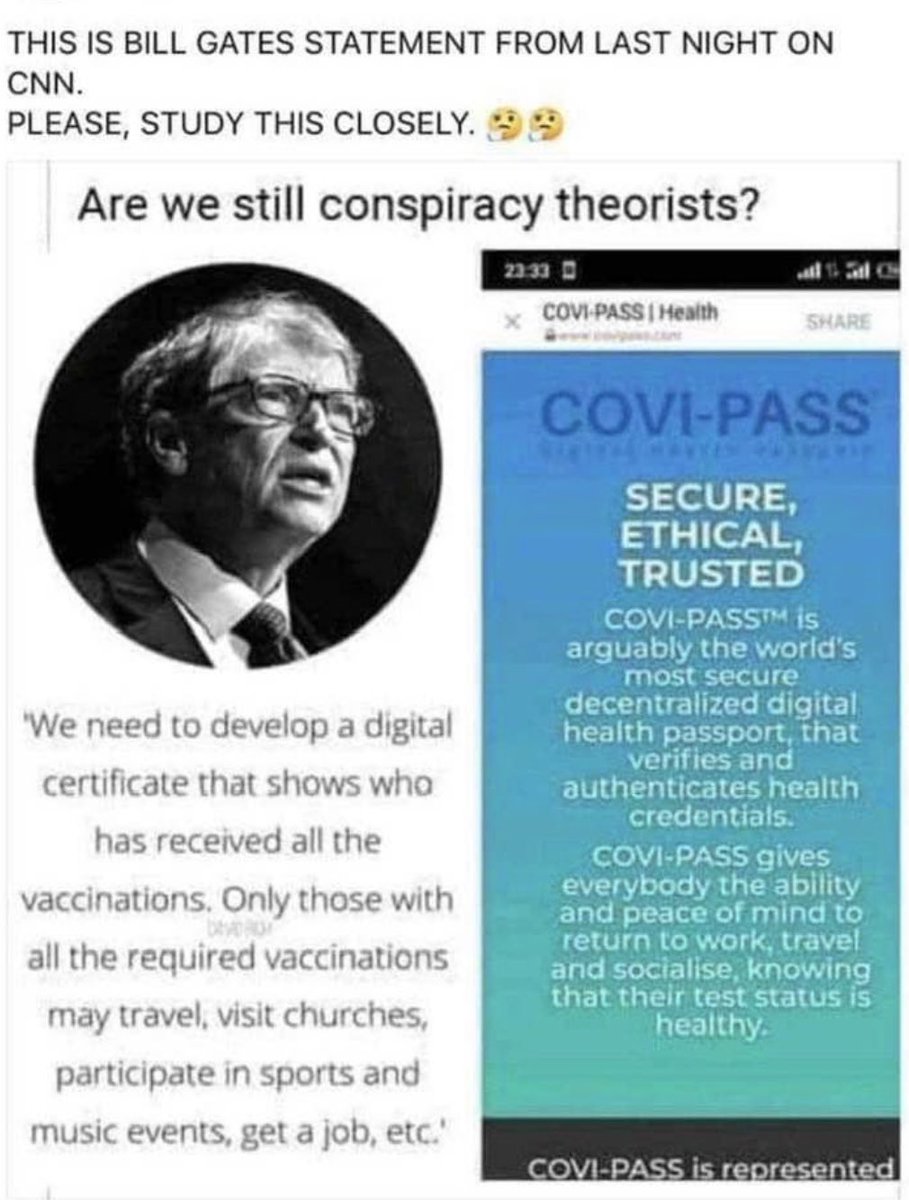 THIS IS BILL GATES STATEMENT FROM LAST NIGHT ON
CNN.
PLEASE, STUDY THIS CLOSELY. 🤔🤔
Are we still conspiracy theorists?
'We need to develop a digital
certificate that shows who
has received all the
vaccinations. Only those with
all the required vaccinations
may travel, visit churches,
participate in sports and
music events, get a job, etc.'
23:33
COVI-PASS | Health
SHARE
COVI-PASS
SECURE,
ETHICAL,
TRUSTED
COVI-PASS™ is
arguably the world's
most secure
decentralized digital
health passport, that
verifies and
authenticates health
credentials.
COVI-PASS gives
everybody the ability
and peace of mind to
return to work, travel
and socialise, knowing
that their test status is
healthy.
COVI-PASS is represented